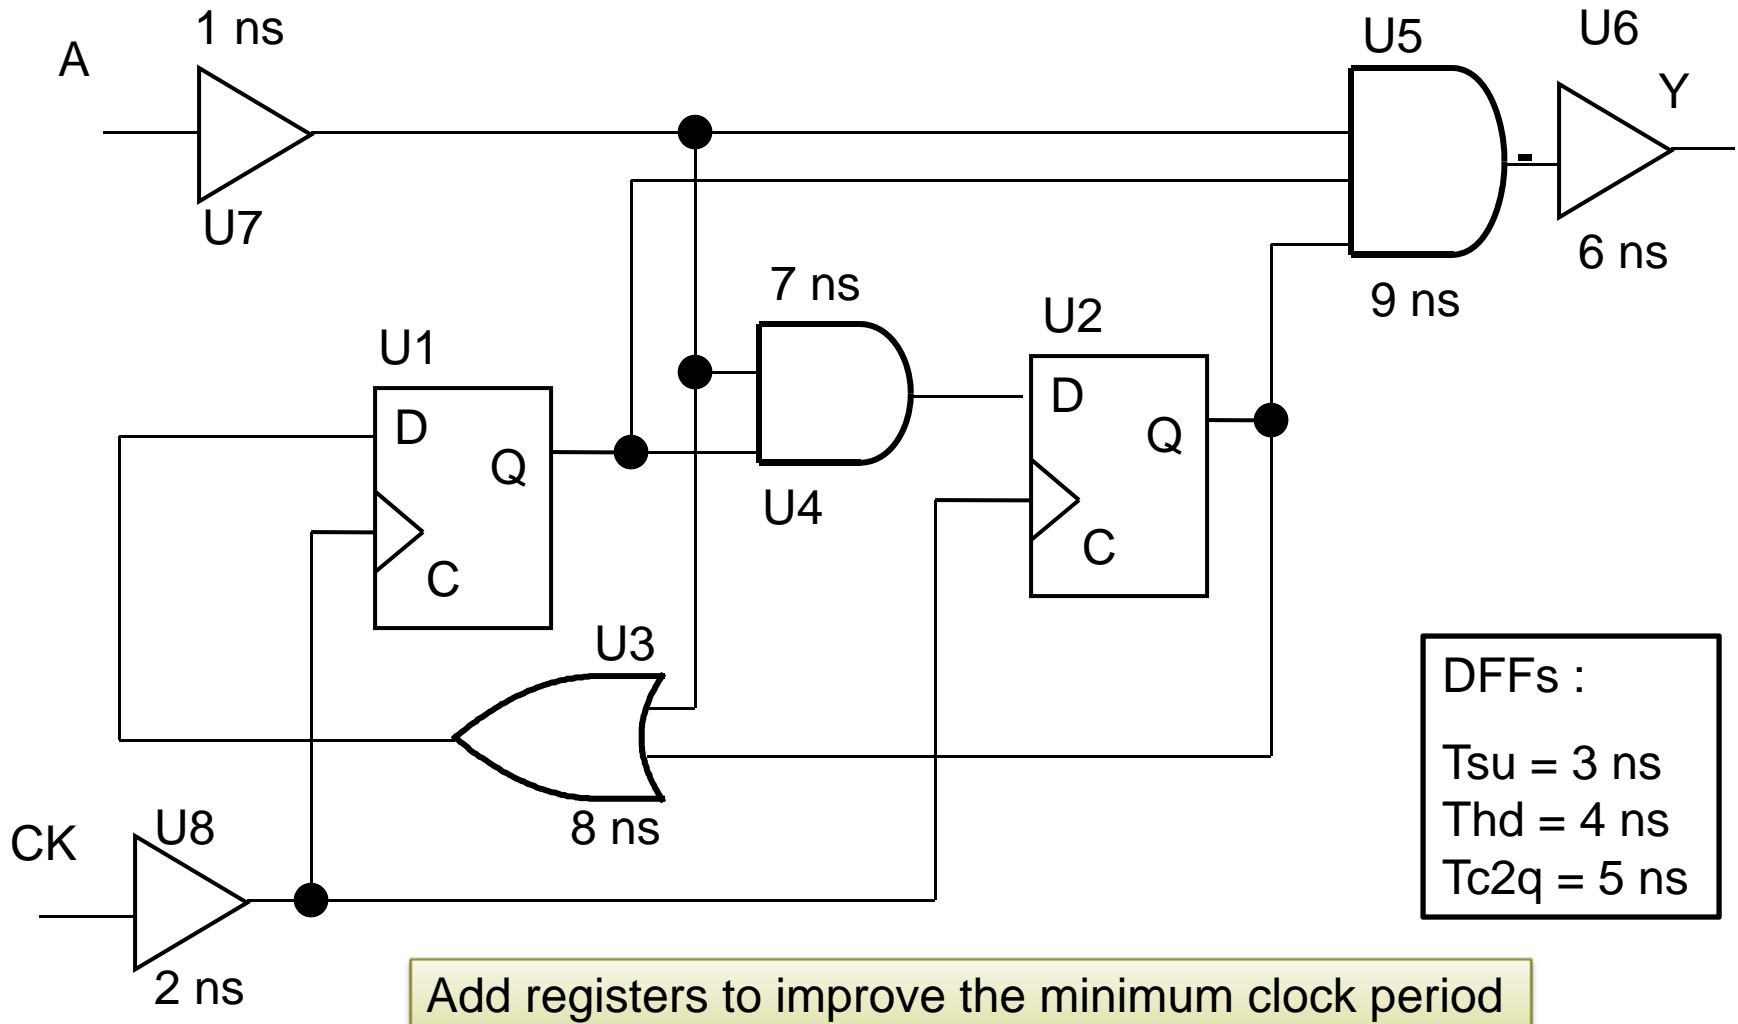 1 ns
A
U7
U5
U6
Y
6 ns
9 ns
7 ns
U4
U1
D
Q
C
U2
D
Q
C
U3
8 ns
CK
U8
2 ns
DFFs :
Tsu = 3 ns
Thd = 4 ns
Tc2q = 5 ns
Add registers to improve the minimum clock period